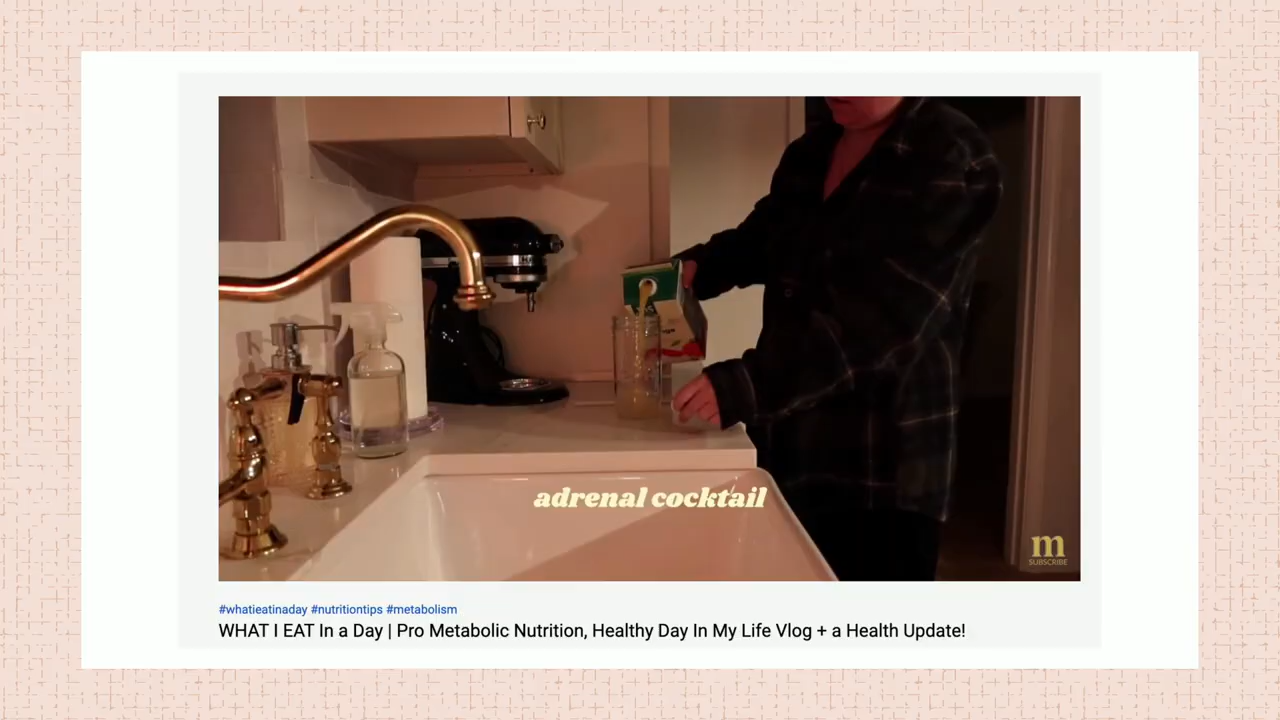 adrenal cocktail
m
SUBSCRIBE
#whatieatinaday #nutritiontips #metabolism
WHAT I EAT In a Day | Pro Metabolic Nutrition, Healthy Day In My Life Vlog + a Health Update!